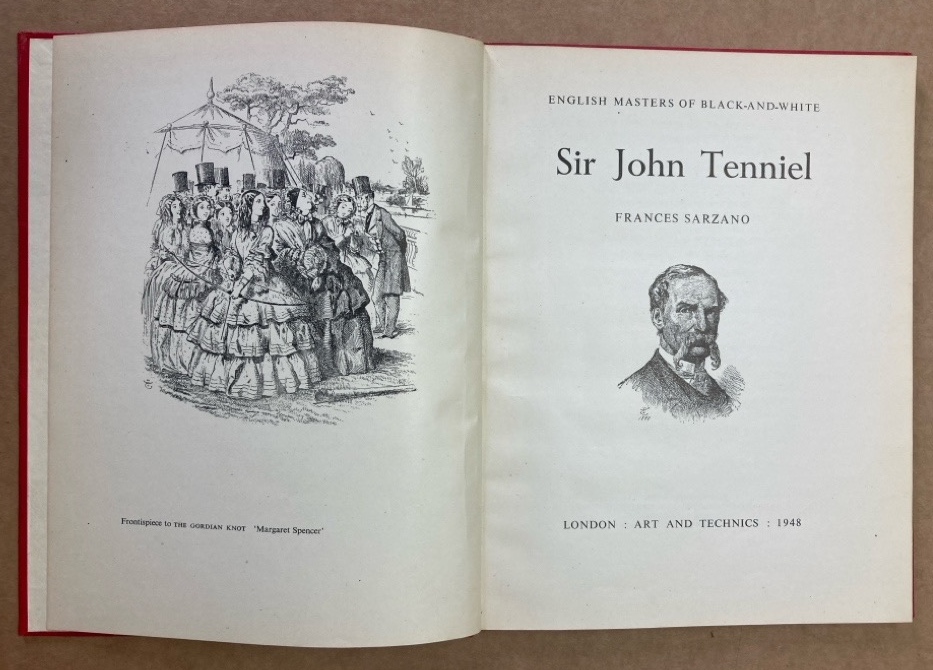 Frontispiece to THE GORDIAN KNOT 'Margaret Spencer'
ENGLISH MASTERS OF BLACK-AND-WHITE
Sir John Tenniel
FRANCES SARZANO
LONDON : ART AND TECHNICS : 1948